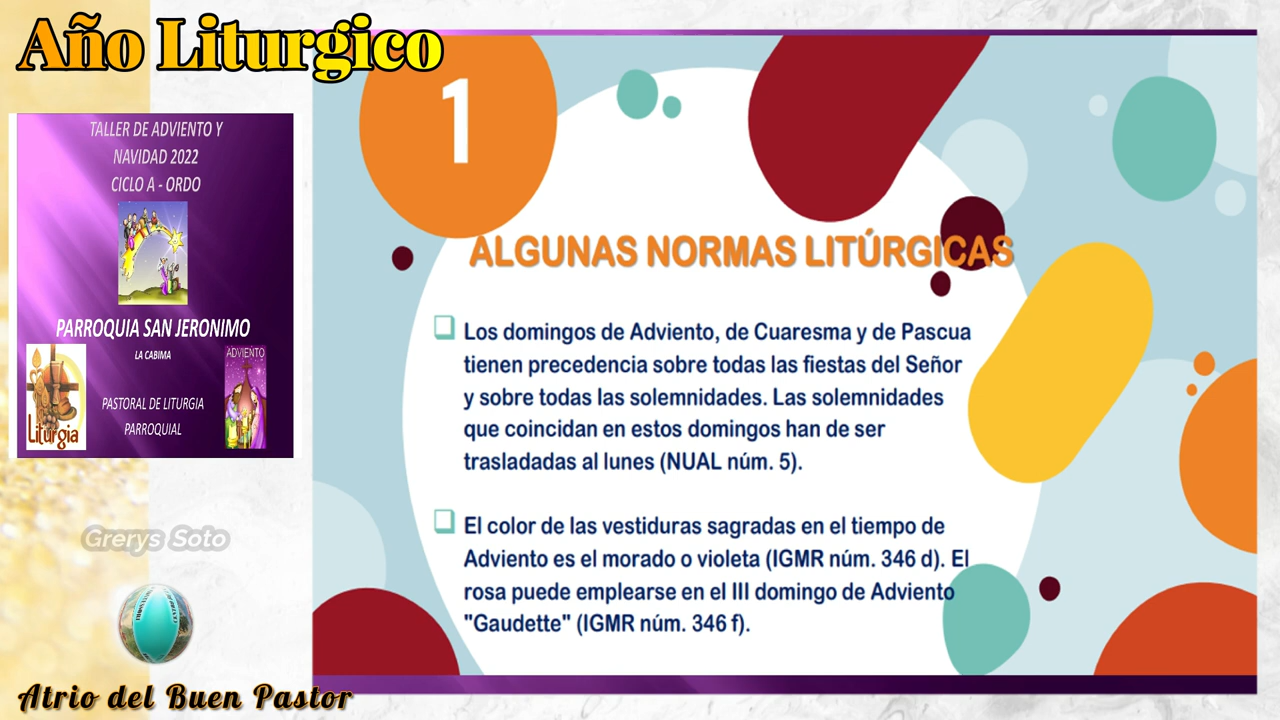 Año Liturgico
TALLER DE ADVIENTO Y
NAVIDAD 2022
CICLO A - ORDO
PARROQUIA SAN JERONIMO
LA CABIMA
ADVIENTO
PASTORAL DE LITURGIA
PARROQUIAL
Liturgia
Grerys Soto
Atrio del Buen Pastor
1
ALGUNAS NORMAS LITÚRGICAS
Los domingos de Adviento, de Cuaresma y de Pascua
tienen precedencia sobre todas las fiestas del Señor
y sobre todas las solemnidades. Las solemnidades
que coincidan en estos domingos han de ser
trasladadas al lunes (NUAL núm. 5).
El color de las vestiduras sagradas en el tiempo de
Adviento es el morado o violeta (IGMR núm. 346 d). El
rosa puede emplearse en el III domingo de Adviento
"Gaudette" (IGMR núm. 346 f).